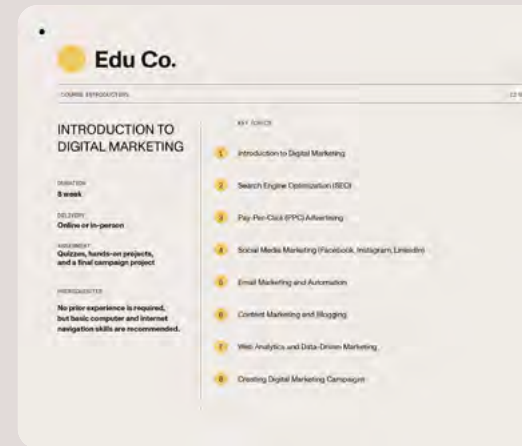 Edu Co.
COURSE INTRODUCTION
INTRODUCTION TO
DIGITAL MARKETING
DURATION
8 week
DELIVERY
Online or in-person
ASSESSMENT
Quizzes, hands-on projects,
and a final campaign project
PREREQUISITES
No prior experience is required,
but basic computer and internet
navigation skills are recommended.
KEY TOPICS
1 Introduction to Digital Marketing
2 Search Engine Optimization (SEO)
3 Pay-Per-Click (PPC) Advertising
4 Social Media Marketing (Facebook, Instagram, LinkedIn)
5 Email Marketing and Automation
6 Content Marketing and Blogging
7 Web Analytics and Data-Driven Marketing
8 Creating Digital Marketing Campaigns